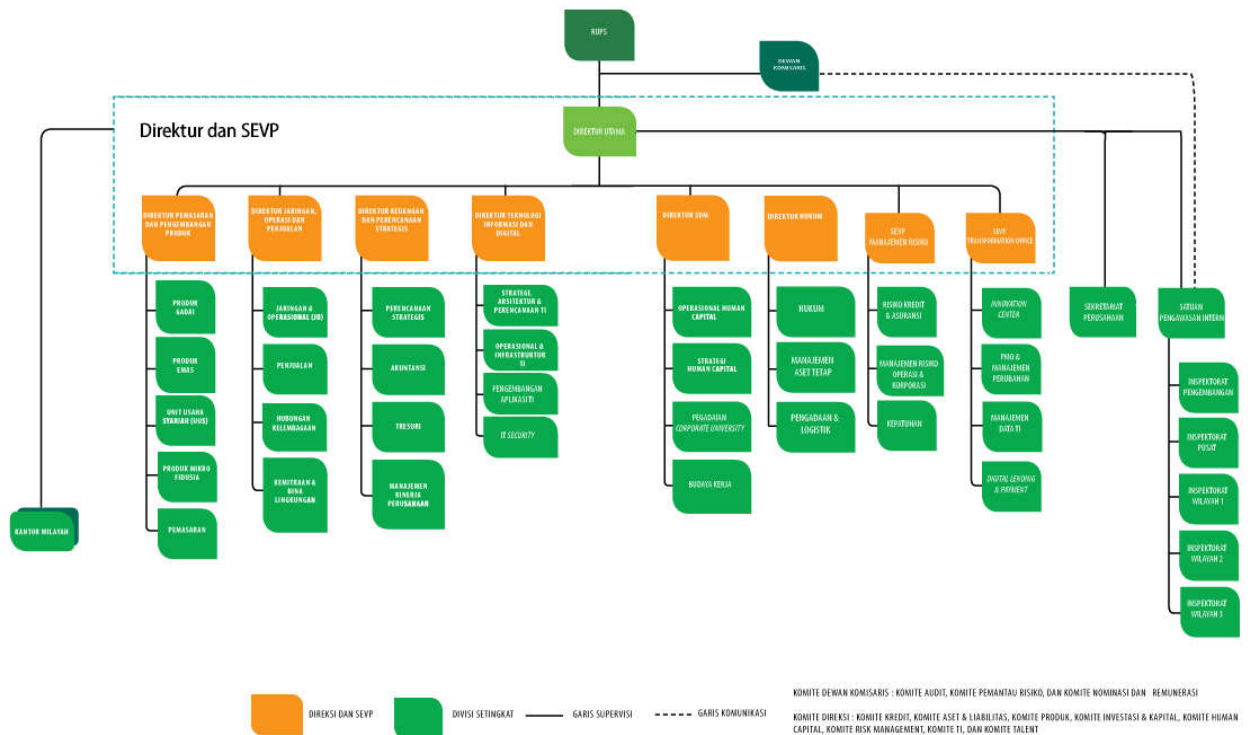 RUPS
DEWAN
KOMISARIS
Direktur dan SEVP
DIREKTUR UTAMA
DIREKTUR PEMASARAN
DAN PENGEMBANGAN
PRODUK
DIREKTUR JARINGAN,
OPERASI DAN
PENJUALAN
DIREKTUR KEUANGAN
DAN PERENCANAAN
STRATEGIS
DIREKTUR TEKNOLOGI
INFORMASI DAN
DIGITAL
DIREKTUR SDM
DIREKTUR HUKUM
SEVP
MANAJEMEN RISIKO
SEVP
TRANSFORMATION OFFICE
PRODUK
GADAI
PRODUK
EMAS
UNIT USAHA
SYARIAH (UUS)
PRODUK MIKRO
FIDUSIA
PEMASARAN
JARINGAN &
OPERASIONAL (JO)
PENJUALAN
HUBUNGAN
KELEMBAGAAN
KEMITRAAN &
BINA
LINGKUNGAN
PERENCANAAN
STRATEGIS
AKUNTANSI
TRESURI
MANAJEMEN
KINERJA
PERUSAHAAN
STRATEGI,
ARSITEKTUR &
PERENCANAAN TI
OPERASIONAL &
INFRASTRUKTUR
TI
PENGEMBANGAN
APLIKASI TI
IT SECURITY
OPERASIONAL HUMAN
CAPITAL
STRATEGI
HUMAN CAPITAL
PEGADAIAN
CORPORATE UNIVERSITY
BUDAYA KERJA
HUKUM
MANAJEMEN
ASET TETAP
PENGADAAN &
LOGISTIK
RISIKO KREDIT
& ASURANSI
MANAJEMEN RISIKO
OPERASI &
KORPORASI
KEPATUHAN
INNOVATION
CENTER
PMO &
MANAJEMEN
PERUBAHAN
MANAJEMEN
DATA TI
DIGITAL LENDING
& PAYMENT
SEKRETARIAT
PERUSAHAAN
SATUAN
PENGAWASAN INTERN
INSPEKTORAT
PENGEMBANGAN
INSPEKTORAT
PUSAT
INSPEKTORAT
WILAYAH 1
INSPEKTORAT
WILAYAH 2
INSPEKTORAT
WILAYAH 3
KANTOR WILAYAH
DIREKSI DAN SEVP
DIVISI SETINGKAT
GARIS SUPERVISI
GARIS KOMUNIKASI
KOMITE DEWAN KOMISARIS : KOMITE AUDIT, KOMITE PEMANTAU RISIKO, DAN KOMITE NOMINASI DAN REMUNERASI
KOMITE DIREKSI : KOMITE KREDIT, KOMITE ASET & LIABILITAS, KOMITE PRODUK, KOMITE INVESTASI & KAPITAL, KOMITE HUMAN
CAPITAL, KOMITE RISK MANAGEMENT, KOMITE TI, DAN KOMITE TALENT